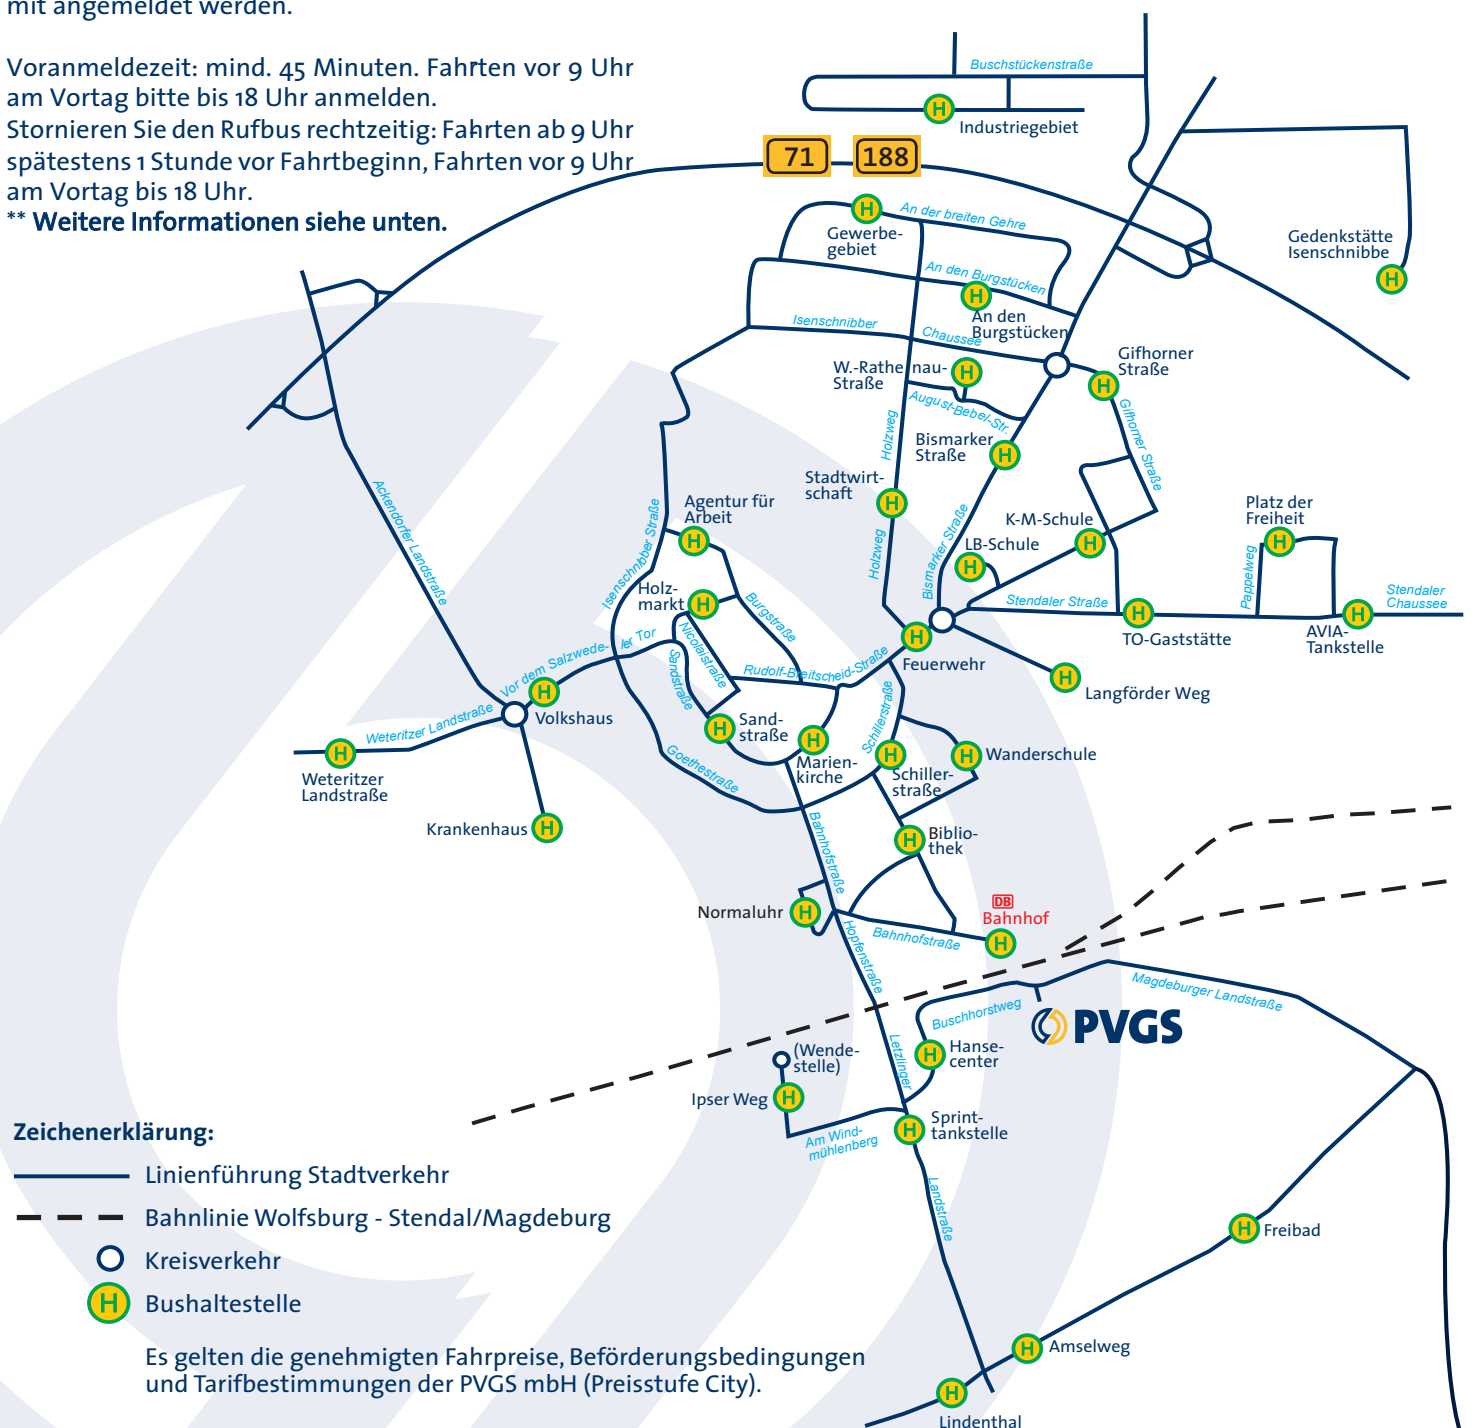 mit angemeldet werden.
Voranmeldezeit: mind. 45 Minuten. Fahrten vor 9 Uhr
am Vortag bitte bis 18 Uhr anmelden.
Stornieren Sie den Rufbus rechtzeitig: Fahrten ab 9 Uhr
spätestens 1 Stunde vor Fahrtbeginn, Fahrten vor 9 Uhr
am Vortag bis 18 Uhr.
** Weitere Informationen siehe unten.
Buschstückenstraße
H
Industriegebiet
71
188
H
An der breiten Gehre
Gewerbe-
gebiet
Gedenkstätte
Isenschnibbe
H
An den Burgstücken
H
An den
Burgstücken
Isenschnibber
Chaussee
W.-Rathenau-
Straße
H
Gifhorner
Straße
H
August-Bebel-Str.
Gifhorner Straße
Holzweg
Bismarker
Straße
H
Stadtwirt-
schaft
H
Ackendorfer Landstraße
Isenschnibber Straße
Agentur für
Arbeit
H
Holzweg
Bismarker Straße
K-M-Schule
H
LB-Schule
H
Platz der
Freiheit
H
Pappelweg
Stendaler
Chaussee
Stendaler Straße
H
TO-Gaststätte
H
AVIA-
Tankstelle
Holz-
markt
H
Burgstraße
Nicolaistraße
Sandstraße
Vor dem Salzwede-
ler Tor
H
Feuerwehr
Rudolf-Breitscheid-Straße
H
Langförder Weg
H
Volkshaus
Weteritzer Landstraße
H
Weteritzer
Landstraße
Schillerstraße
H
Sand-
straße
H
Marien-
kirche
H
Schiller-
straße
H
Wanderschule
Goethestraße
Krankenhaus
H
Bahnhofstraße
H
Biblio-
thek
Normaluhr
H
DB
Bahnhof
H
Bahnhofstraße
Hopfenstraße
Magdeburger Landstraße
Buschhorstweg
PVGS
Letzlinger
H
Hanse-
center
(Wende-
stelle)
Ipser Weg
H
H
Sprint-
tankstelle
Am Wind-
mühlenberg
Landstraße
H
Freibad
H
Amselweg
H
Lindenthal
Zeichenerklärung:
Linienführung Stadtverkehr
Bahnlinie Wolfsburg - Stendal/Magdeburg
Kreisverkehr
H
Bushaltestelle
Es gelten die genehmigten Fahrpreise, Beförderungsbedingungen
und Tarifbestimmungen der PVGS mbH (Preisstufe City).